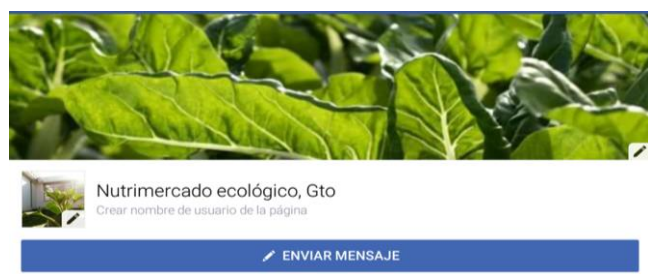 Nutrimercado ecológico, Gto
Crear nombre de usuario de la página
ENVIAR MENSAJE